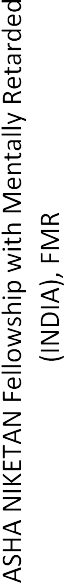 ASHA NIKETAN Fellowship with Mentally Retarded
(INDIA), FMR